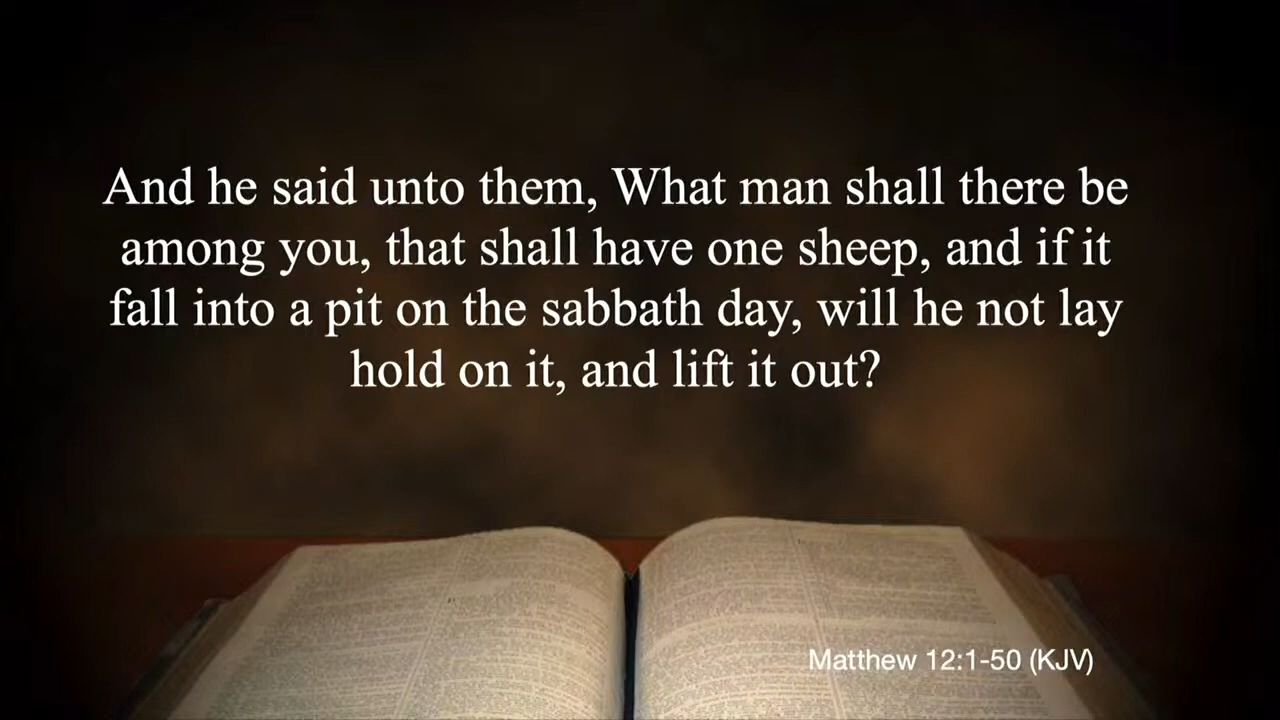 And he said unto them, What man shall there be
among you, that shall have one sheep, and if it
fall into a pit on the sabbath day, will he not lay
hold on it, and lift it out?
Matthew 12:1-50 (KJV)